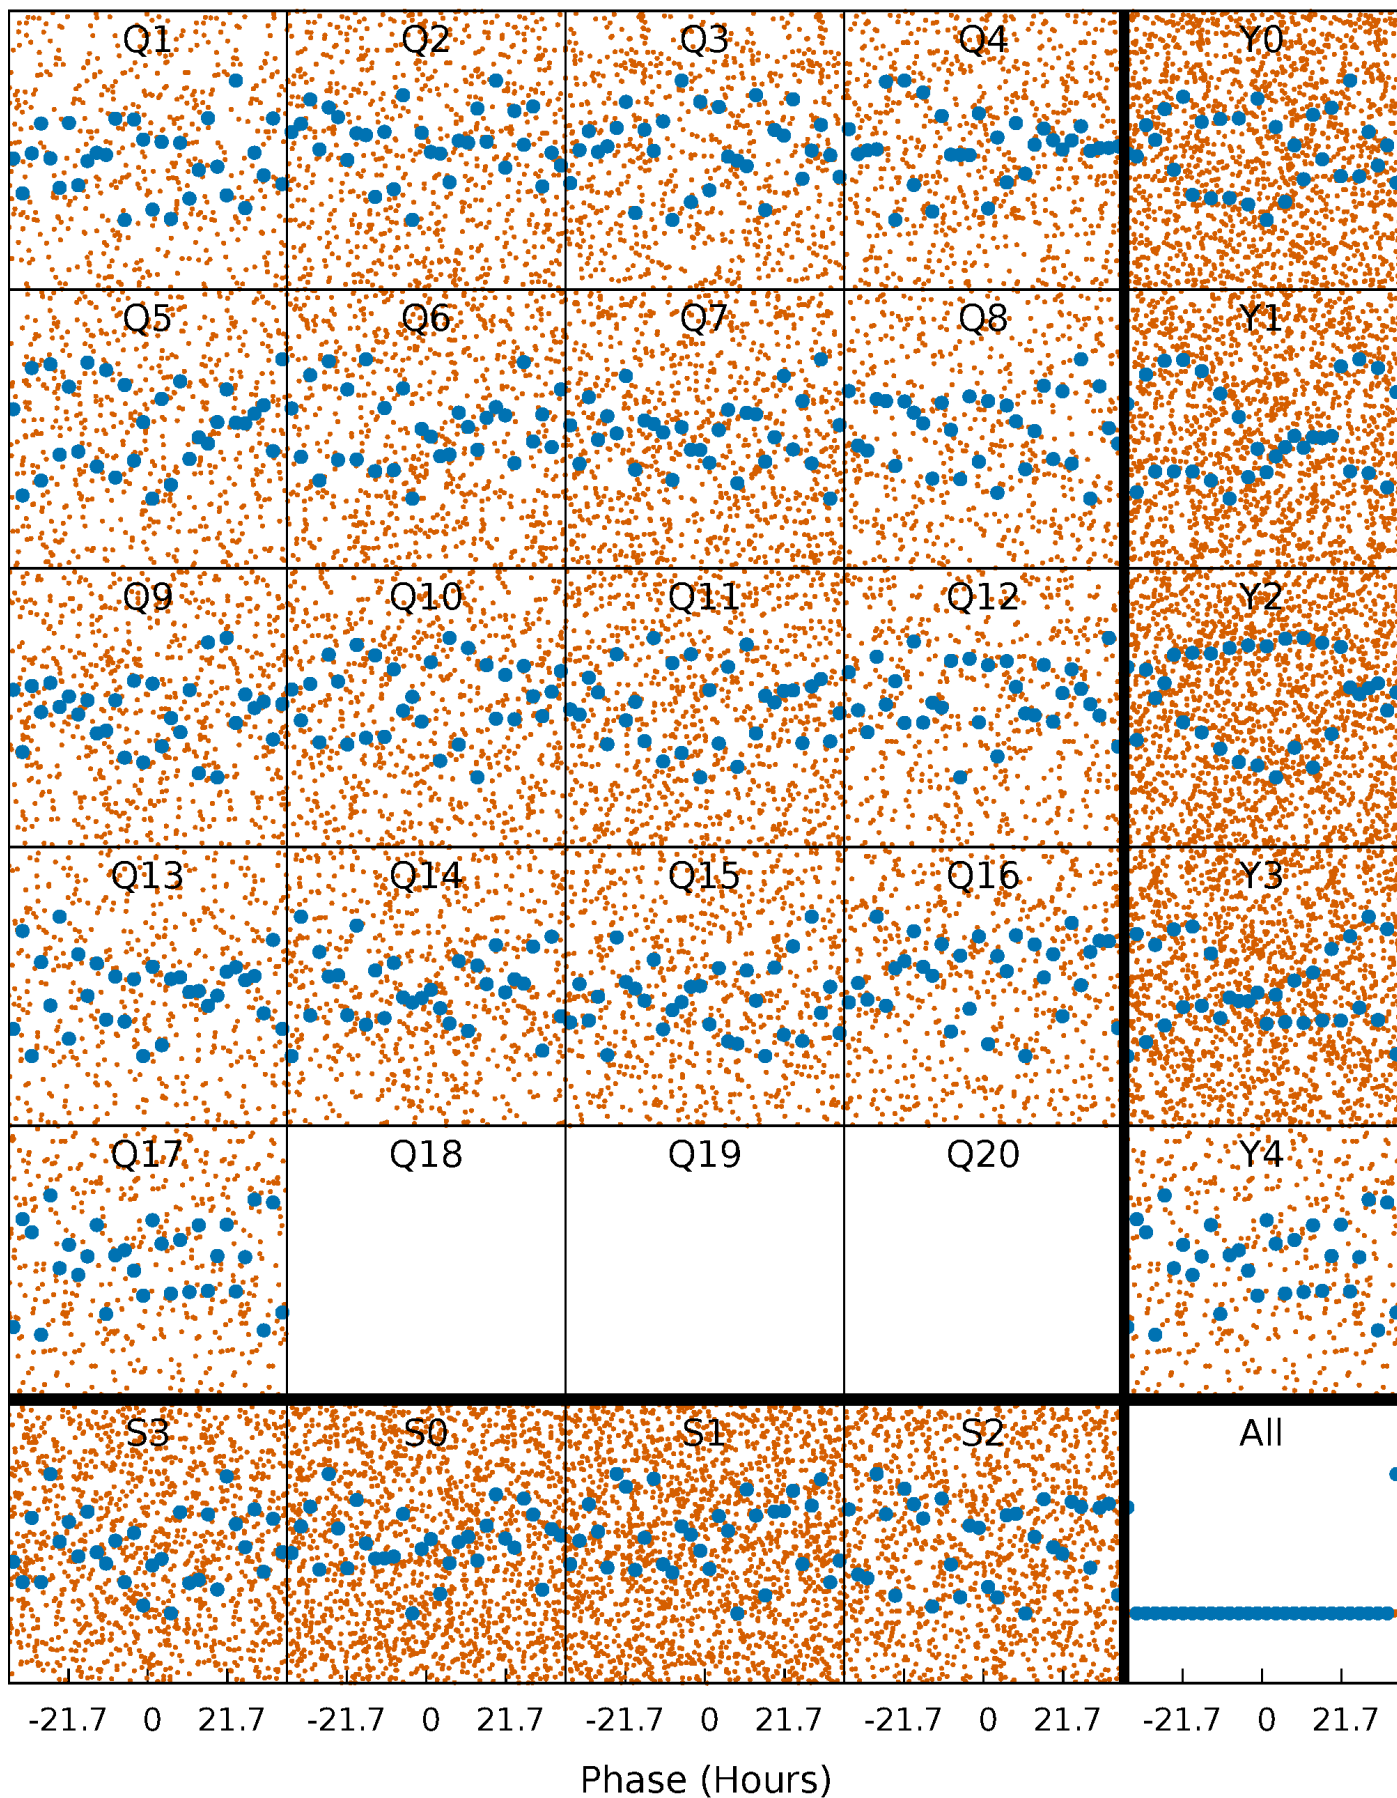 Q1 Q2 Q3 Q4 Y0
Q5 Q6 Q7 Q8 Y1
Q9 Q10 Q11 Q12 Y2
Q13 Q14 Q15 Q16 Y3
Q17 Q18 Q19 Q20 Y4
S3 S0 S1 S2 All
-21.7 0 21.7 -21.7 0 21.7 -21.7 0 21.7 -21.7 0 21.7 -21.7 0 21.7
Phase (Hours)